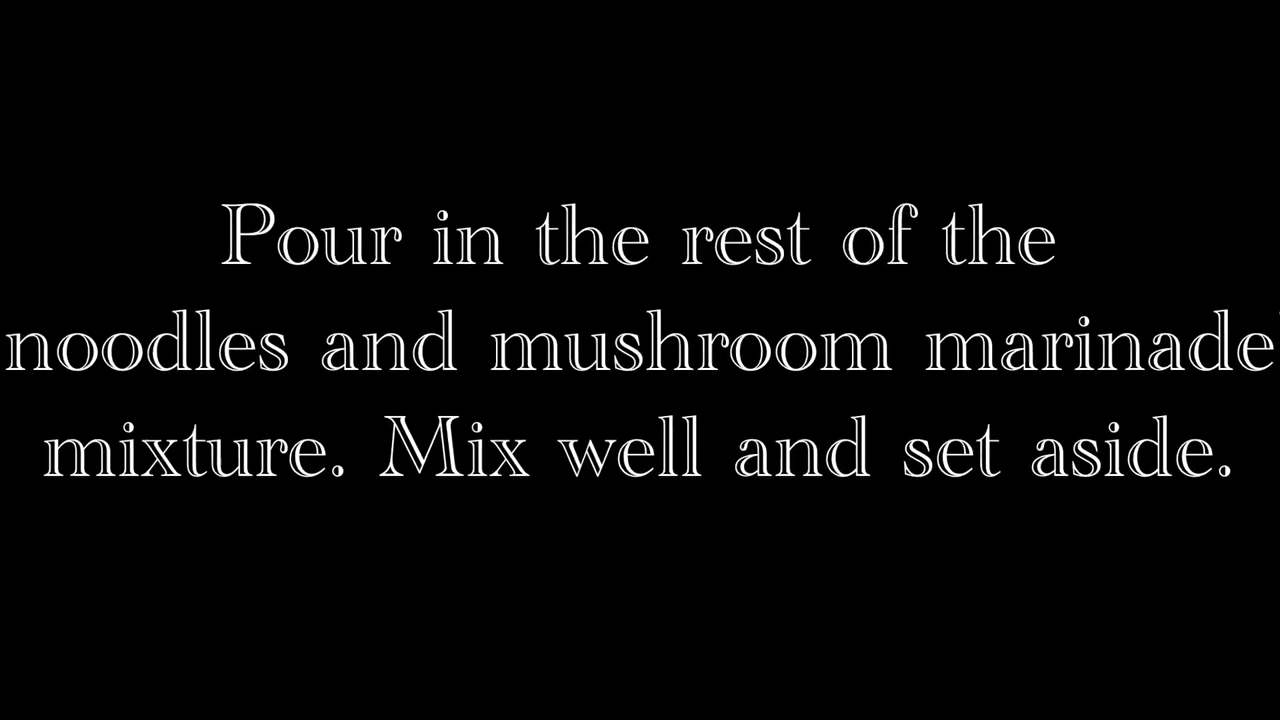 Pour in the rest of the
noodles and mushroom marinade
mixture. Mix well and set aside.